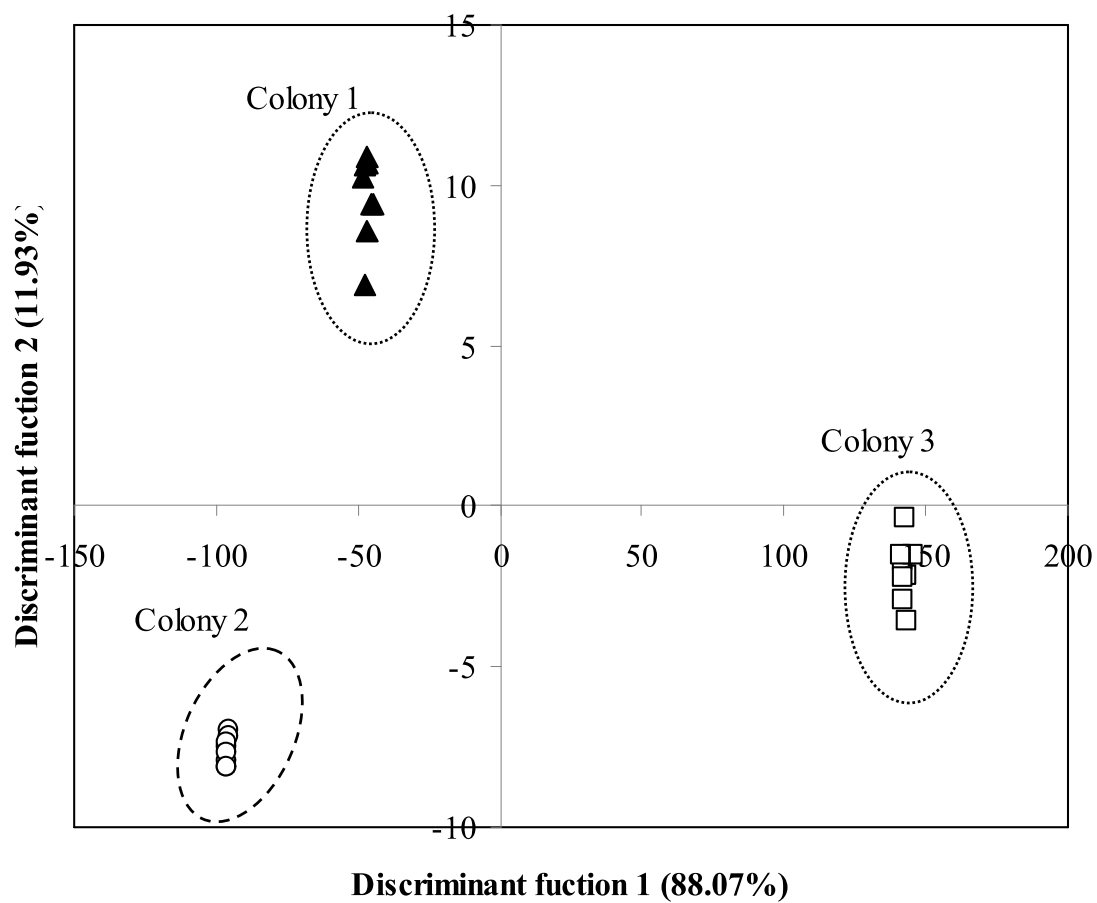 15
Colony 1
10
5
Colony 3
0
-150 -100 -50 0 50 100 150 200
Colony 2
-5
-10
Discriminant fuction 2 (11.93%)
Discriminant fuction 1 (88.07%)